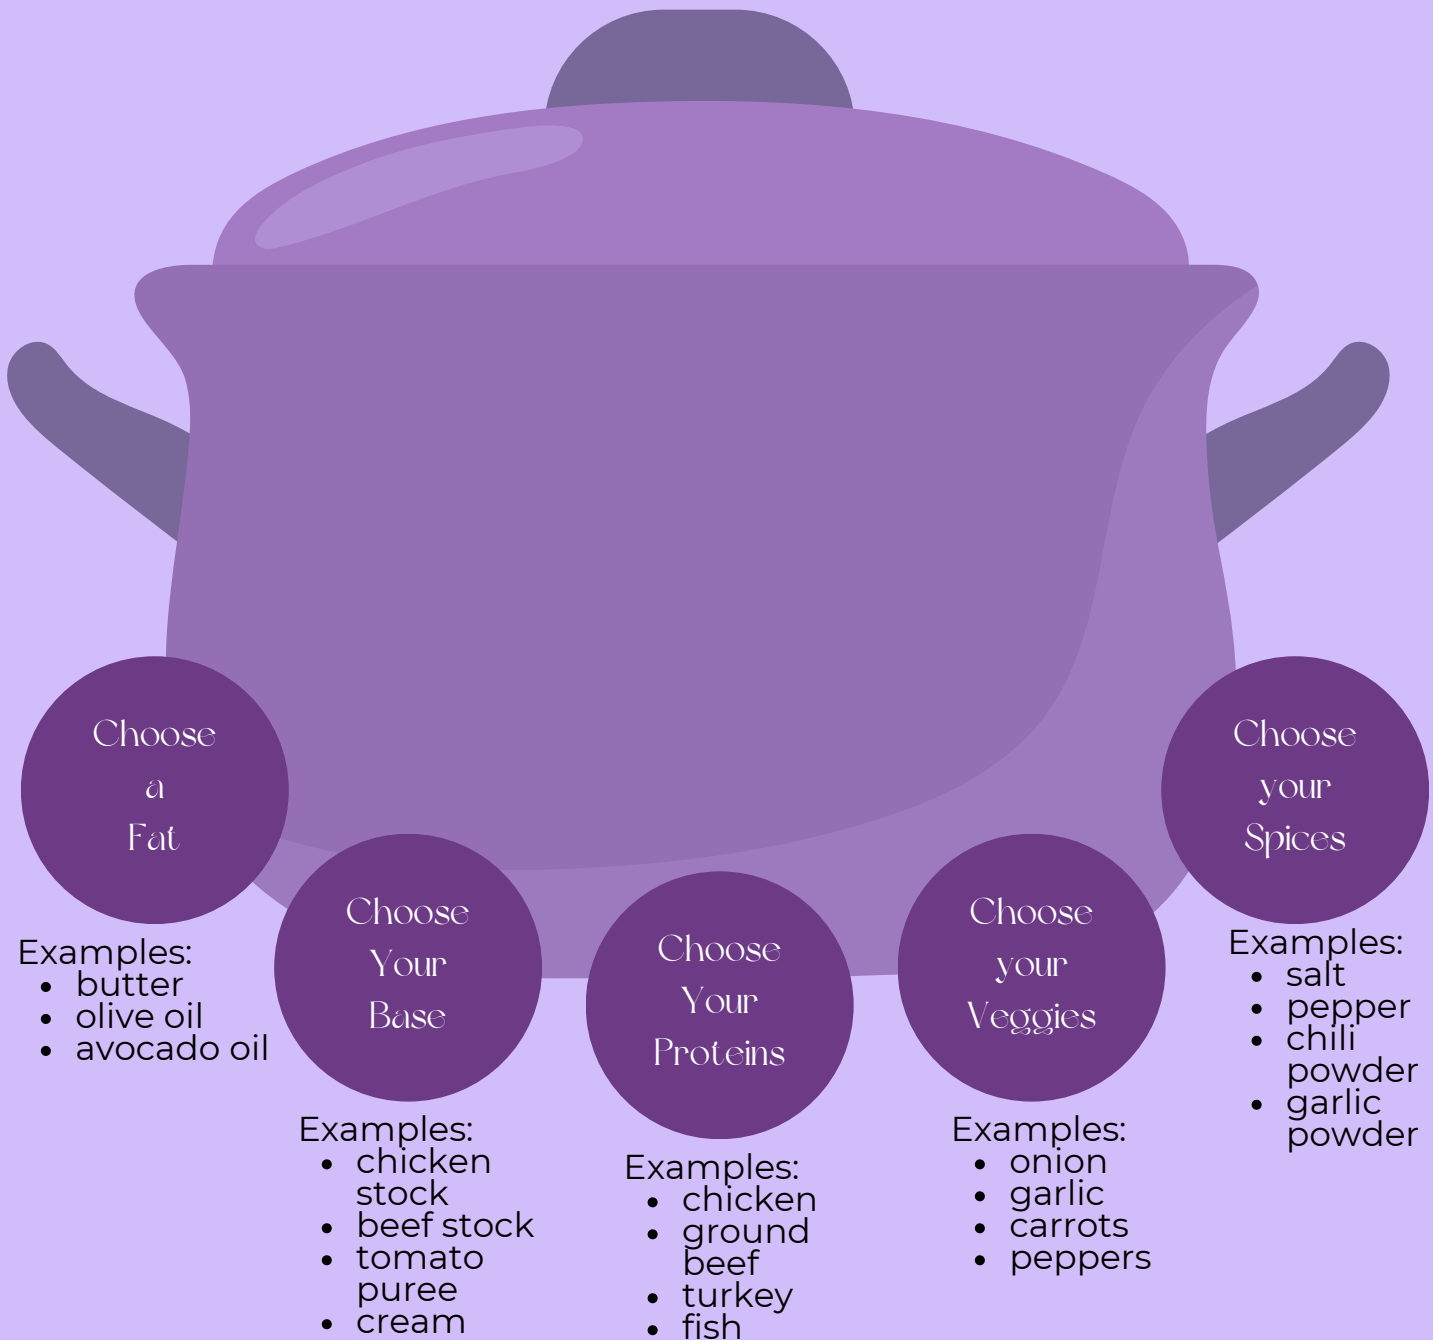 Choose
a
Fat
Examples:
• butter
• olive oil
• avocado oil
Choose
Your
Base
Examples:
• chicken
stock
• beef stock
• tomato
puree
• cream
Choose
Your
Proteins
Examples:
• chicken
• ground
beef
• turkey
• fish
Choose
your
Veggies
Examples:
• onion
• garlic
• carrots
• peppers
Choose
your
Spices
Examples:
• salt
• pepper
• chili
powder
• garlic
powder